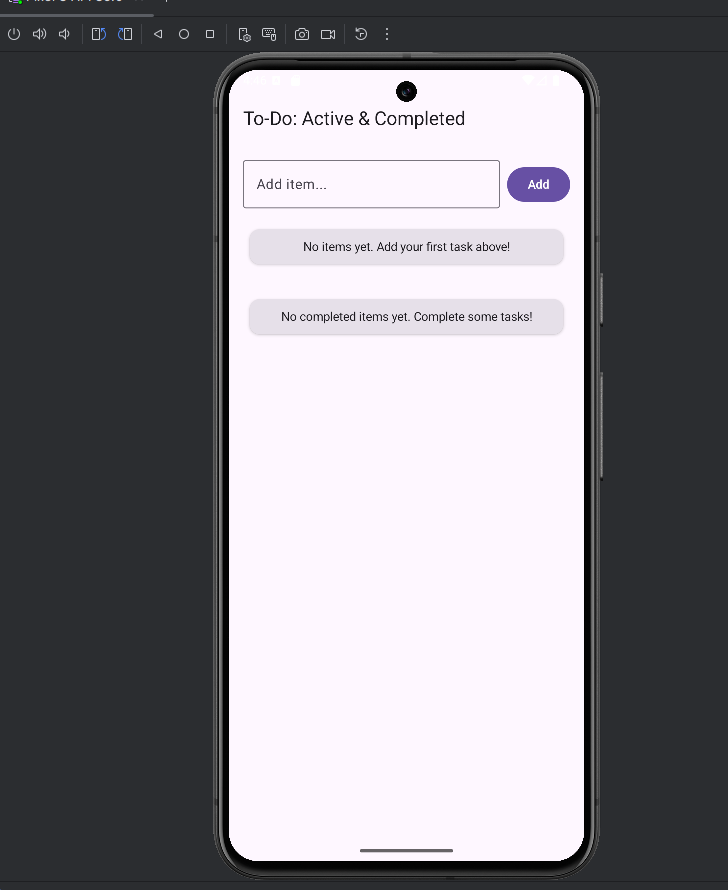 To-Do: Active & Completed
Add item...
Add
No items yet. Add your first task above!
No completed items yet. Complete some tasks!